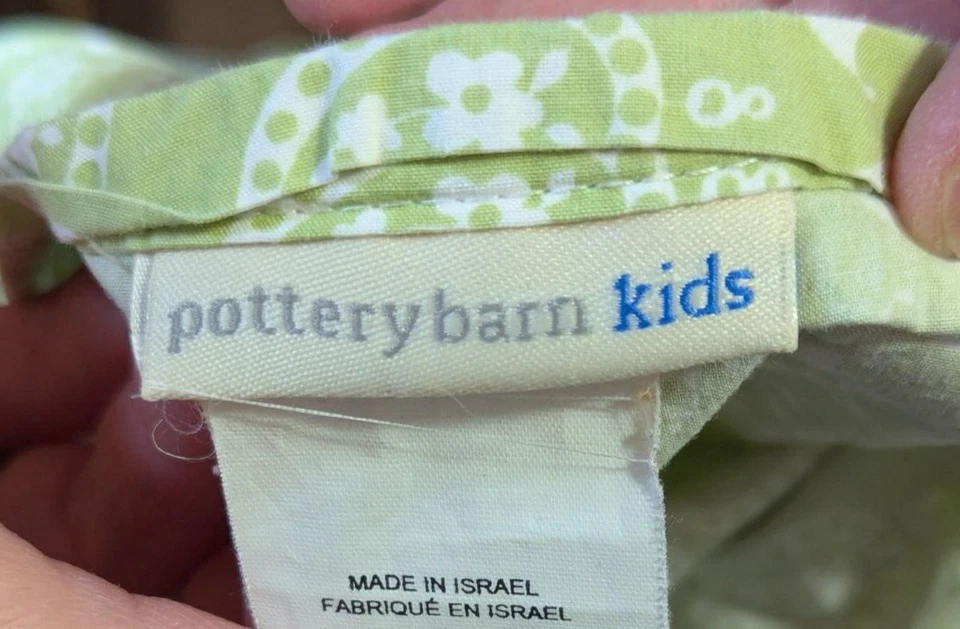 potterybarn kids
MADE IN ISRAEL
FABRIQUÉ EN ISRAEL